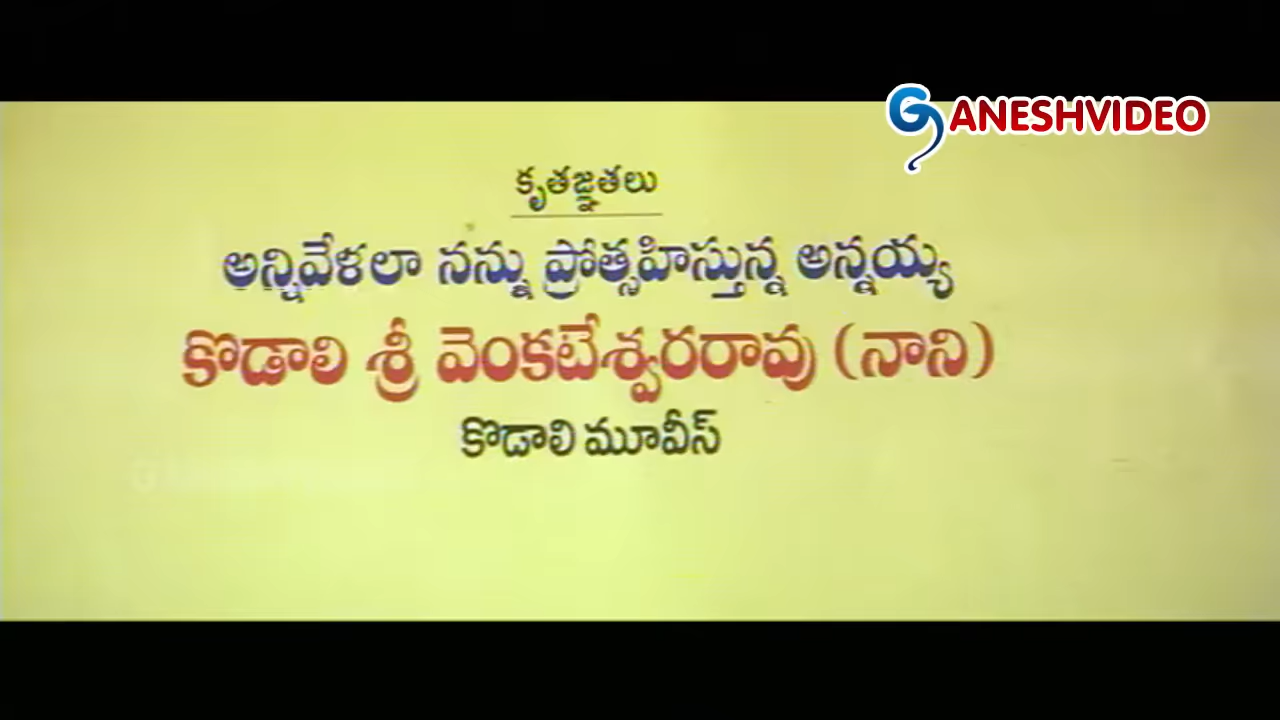 GANESHVIDEO
కృతజ్ఞతలు
అన్నివేళలా నన్ను ప్రోత్సహిస్తున్న అన్నయ్య
కొడాలి శ్రీ వెంకటేశ్వరరావు (నాని)
కొడాలి మూవీస్